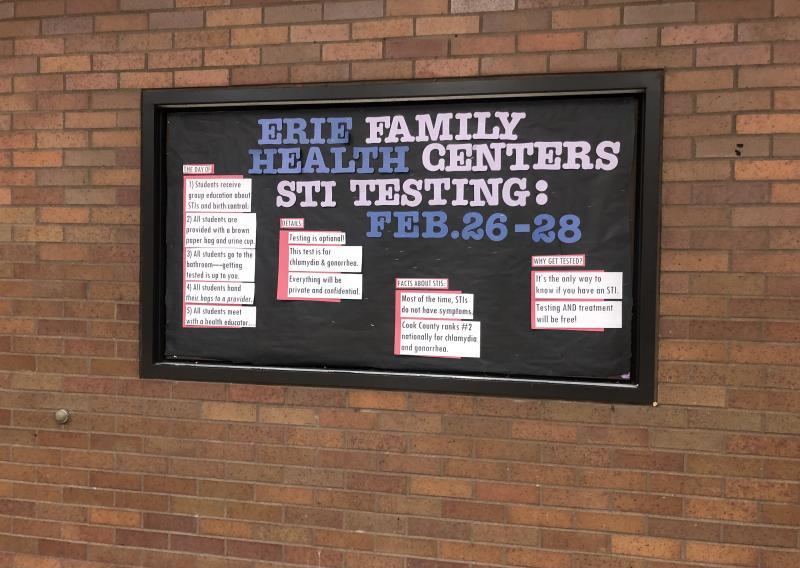 ERIE FAMILY
HEALTH CENTERS
STI TESTING:
FEB.26-28
THE DAY OF:
1) Students receive
group education about
STIs and birth control.
2) All students are
provided with a brown
paper bag and urine cup.
3) All students go to the
bathroom—getting
tested is up to you.
4) All students hand
their bags to a provider.
5) All students meet
with a health educator.
DETAILS:
Testing is optional!
This test is for
chlamydia & gonorrhea.
Everything will be
private and confidential.
FACTS ABOUT STIS:
Most of the time, STIs
do not have symptoms.
Cook County ranks #2
nationally for chlamydia
and gonorrhea.
WHY GET TESTED?
It's the only way to
know if you have an STI.
Testing AND treatment
will be free!